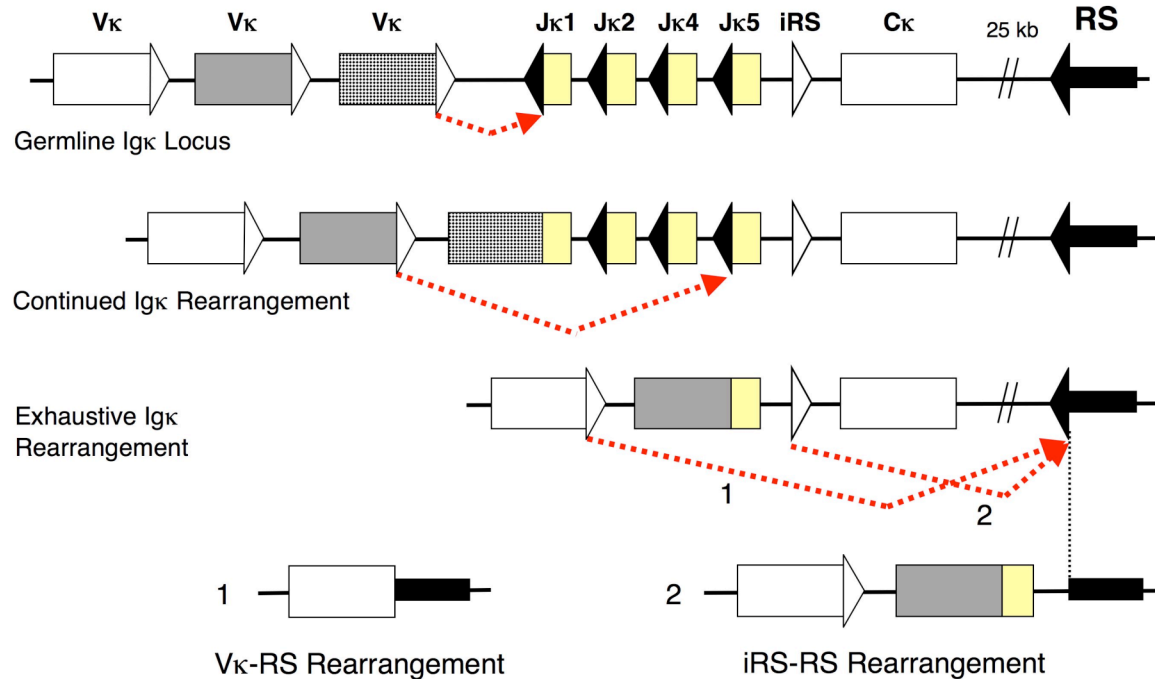 Vκ Vκ Vκ Jκ1 Jκ2 Jκ4 Jκ5 iRS Cκ 25 kb RS
Germline Igκ Locus
Continued Igκ Rearrangement
Exhaustive Igκ
Rearrangement
1
2
1
2
Vκ-RS Rearrangement
iRS-RS Rearrangement